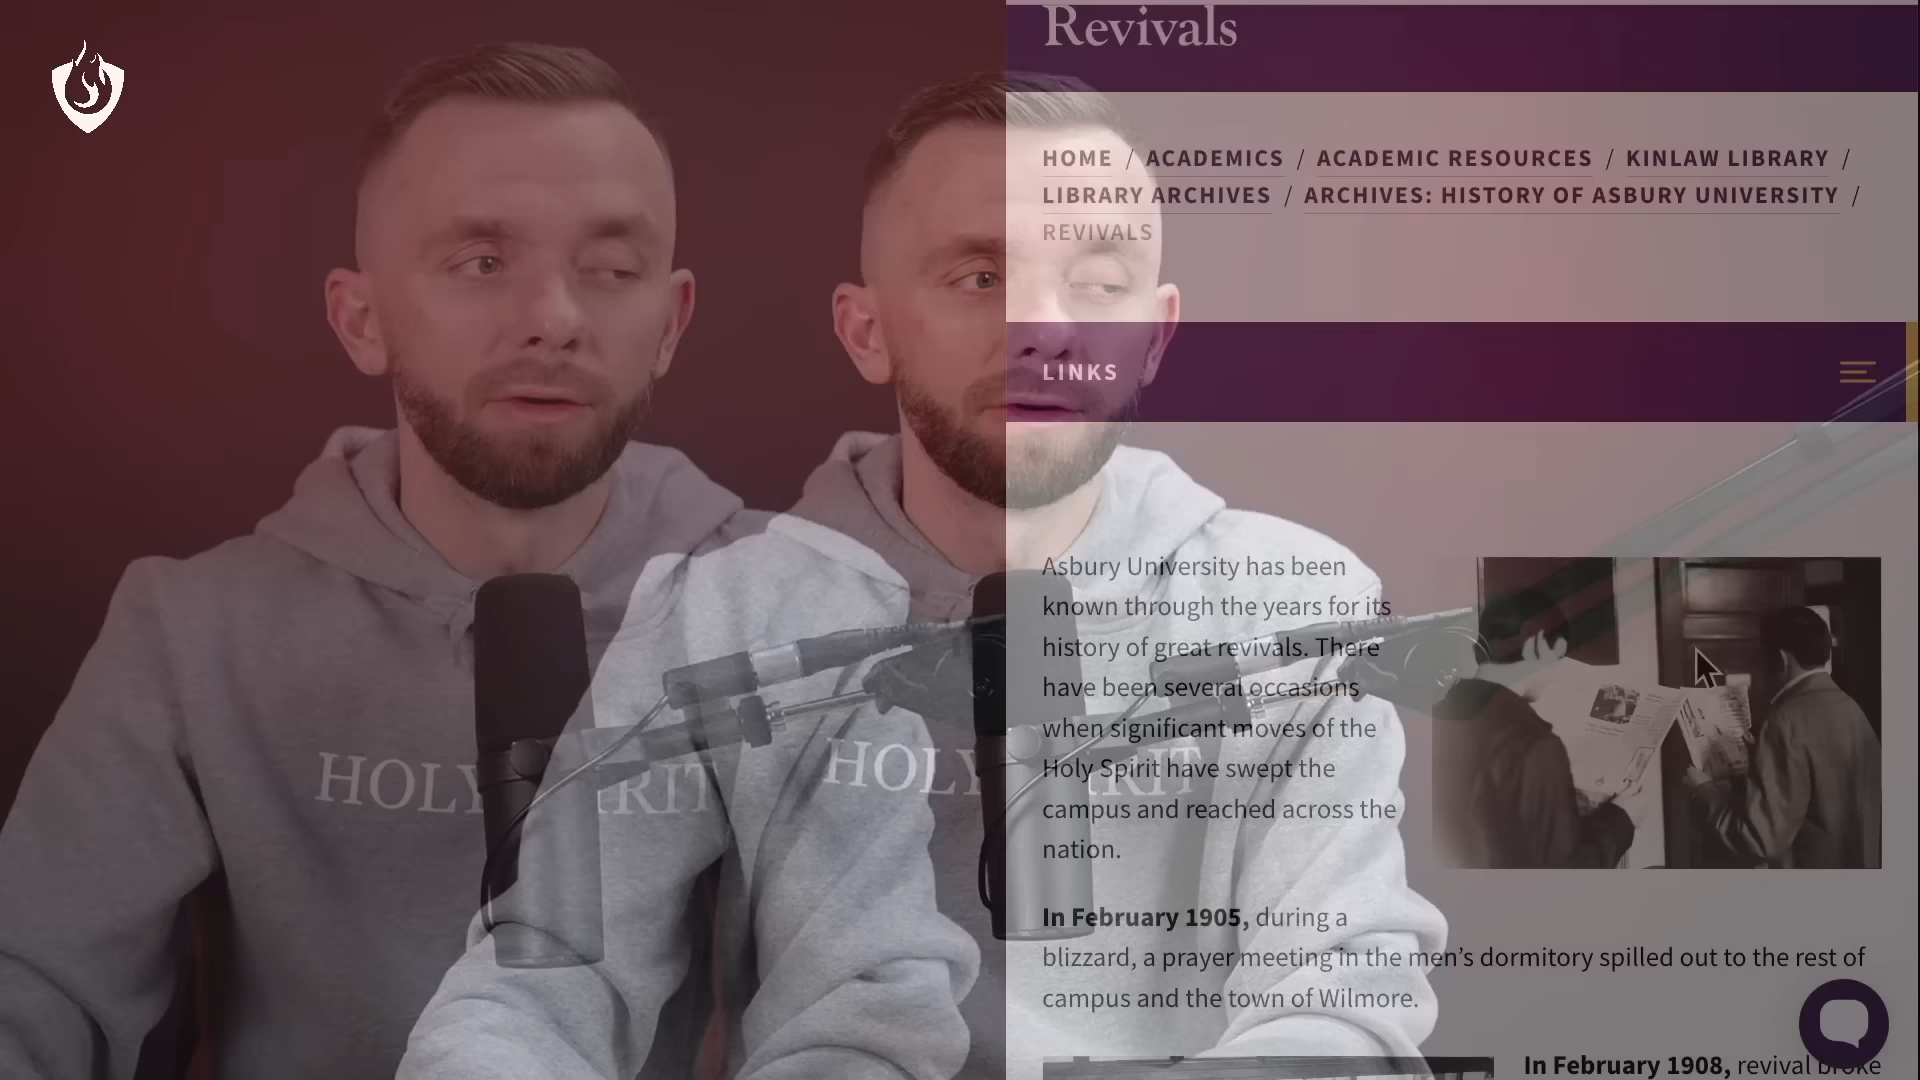 Revivals
HOME / ACADEMICS / ACADEMIC RESOURCES / KINLAW LIBRARY /
LIBRARY ARCHIVES / ARCHIVES: HISTORY OF ASBURY UNIVERSITY /
REVIVALS
LINKS
Asbury University has been
known through the years for its
history of great revivals. There
have been several occasions
when significant moves of the
Holy Spirit have swept the
campus and reached across the
nation.
In February 1905, during a
blizzard, a prayer meeting in the men’s dormitory spilled out to the rest of
campus and the town of Wilmore.
In February 1908, revival broke
HOLY IRIT
HOLY IRIT